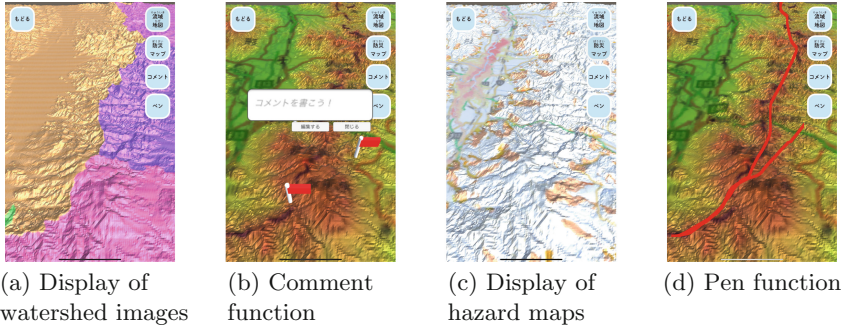 もどる
流域
地図
防災
マップ
コメント
ペン
(a) Display of
watershed images
もどる
流域
地図
防災
マップ
コメント
コメントを書こう！
編集する
閉じる
(b) Comment
function
もどる
流域
地図
防災
マップ
コメント
ペン
(c) Display of
hazard maps
もどる
流域
地図
防災
マップ
コメント
ペン
(d) Pen function